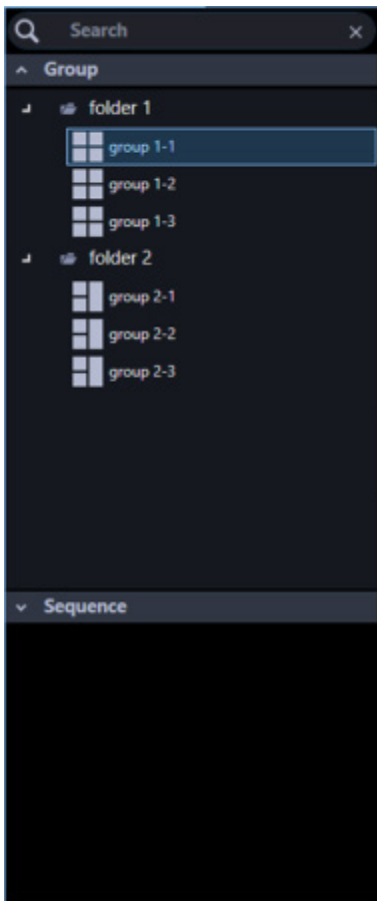 Search
Group
folder 1
group 1-1
group 1-2
group 1-3
folder 2
group 2-1
group 2-2
group 2-3
Sequence